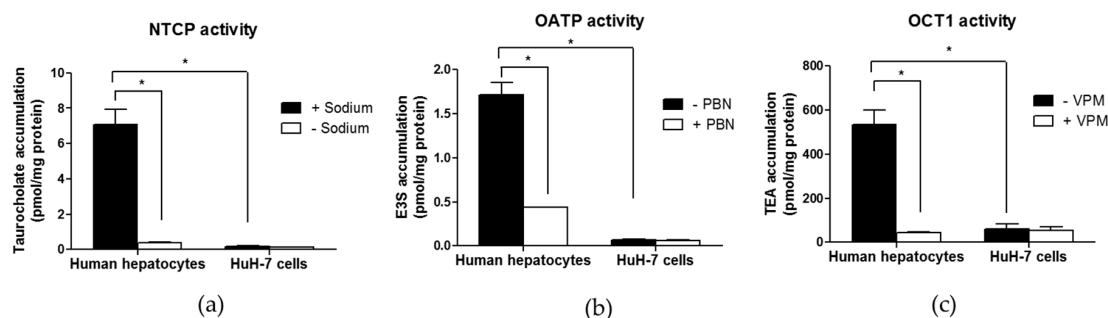 NTCP activity
Taurocholate accumulation
(pmol/mg protein)
10
8
6
4
2
0
*
*
+ Sodium
- Sodium
Human hepatocytes
HuH-7 cells
(a)
OATP activity
E3S accumulation
(pmol/mg protein)
2.0
1.5
1.0
0.5
0.0
*
*
- PBN
+ PBN
Human hepatocytes
HuH-7 cells
(b)
OCT1 activity
TEA accumulation
(pmol/mg protein)
800
600
400
200
0
*
*
- VPM
+ VPM
Human hepatocytes
HuH-7 cells
(c)